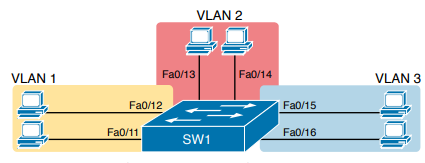 VLAN 2
Fa0/13 Fa0/14
VLAN 1 VLAN 3
Fa0/12 Fa0/15
Fa0/11 Fa0/16
SW1